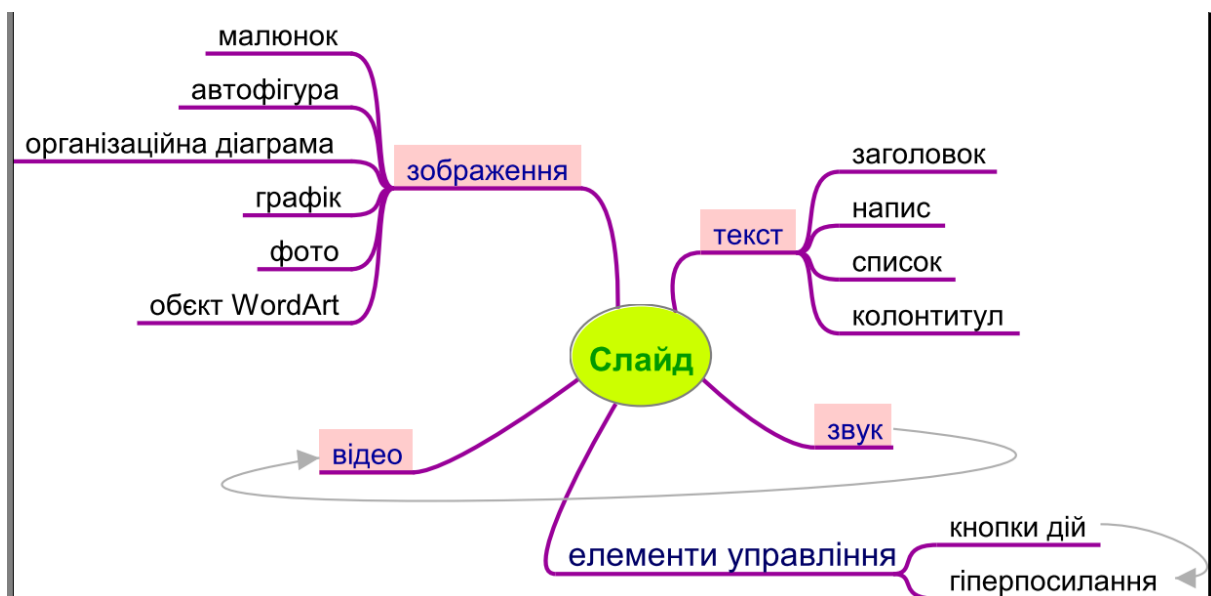 малюнок
автофігура
організаційна діаграма
графік
фото
обєкт WordArt
зображення
текст
заголовок
напис
список
колонтитул
Слайд
відео
звук
елементи управління
кнопки дій
гіперпосилання